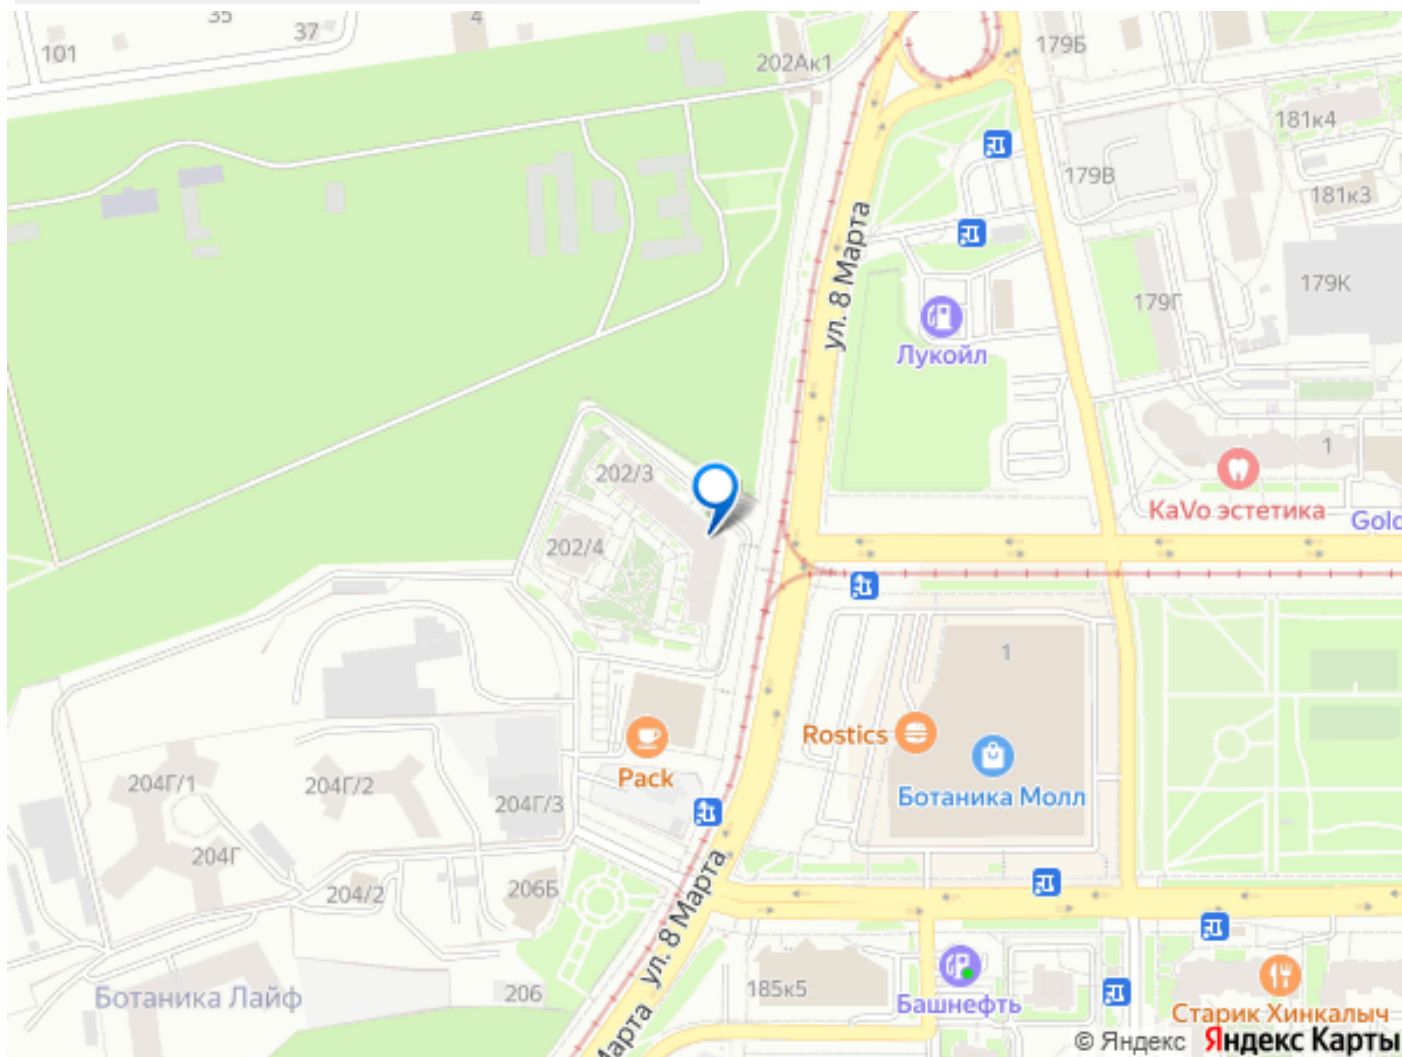 35
37
4
101
202Ак1
179Б
181к4
179В
181к3
ул. 8 Марта
179К
179Г
Лукойл
1
202/3
KaVo эстетика
Gold
202/4
1
Rostics
Pack
Ботаника Молл
204Г/1
204Г/2
204Г/3
204Г
206Б
204/2
ул. 8 Марта
Ботаника Лайф
206
185к5
Башнефть
Старик Хинкалыч
Марта
© Яндекс Яндекс Карты